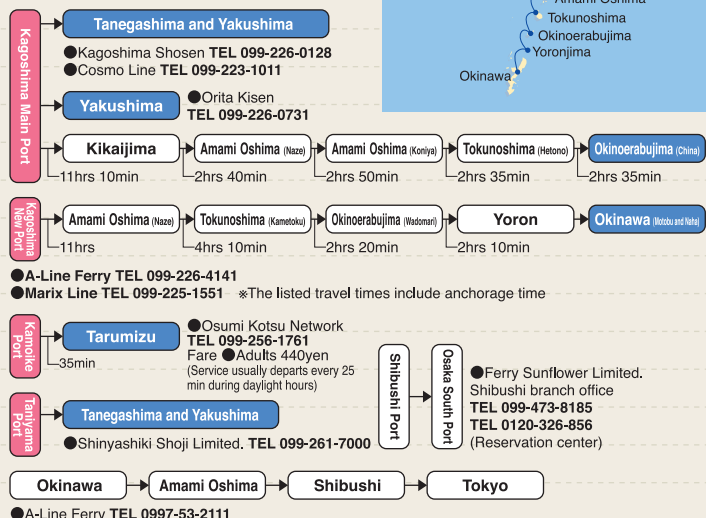 Kagoshima Main Port
Tanegashima and Yakushima
●Kagoshima Shosen TEL 099-226-0128
●Cosmo Line TEL 099-223-1011
Yakushima
●Orita Kisen
TEL 099-226-0731
Amami Oshima
Tokunoshima
Okinoerabujima
Yoronjima
Okinawa
Kikaijima
Amami Oshima (Naze)
Amami Oshima (Koniya)
Tokunoshima (Hetono)
Okinoerabujima (China)
11hrs 10min
2hrs 40min
2hrs 50min
2hrs 35min
2hrs 35min
Kagoshima New Port
Amami Oshima (Naze)
Tokunoshima (Kametoku)
Okinoerabujima (Wadomari)
Yoron
Okinawa (Motobu and Naha)
11hrs
4hrs 10min
2hrs 20min
2hrs 10min
●A-Line Ferry TEL 099-226-4141
●Marix Line TEL 099-225-1551 ※The listed travel times include anchorage time
Kamoike Port
Tarumizu
35min
●Osumi Kotsu Network
TEL 099-256-1761
Fare ●Adults 440yen
(Service usually departs every 25
min during daylight hours)
Taniyama Port
Tanegashima and Yakushima
●Shinyashiki Shoji Limited. TEL 099-261-7000
Shibushi Port
Osaka South Port
●Ferry Sunflower Limited.
Shibushi branch office
TEL 099-473-8185
TEL 0120-326-856
(Reservation center)
Okinawa
Amami Oshima
Shibushi
Tokyo
●A-Line Ferry TEL 0997-53-2111